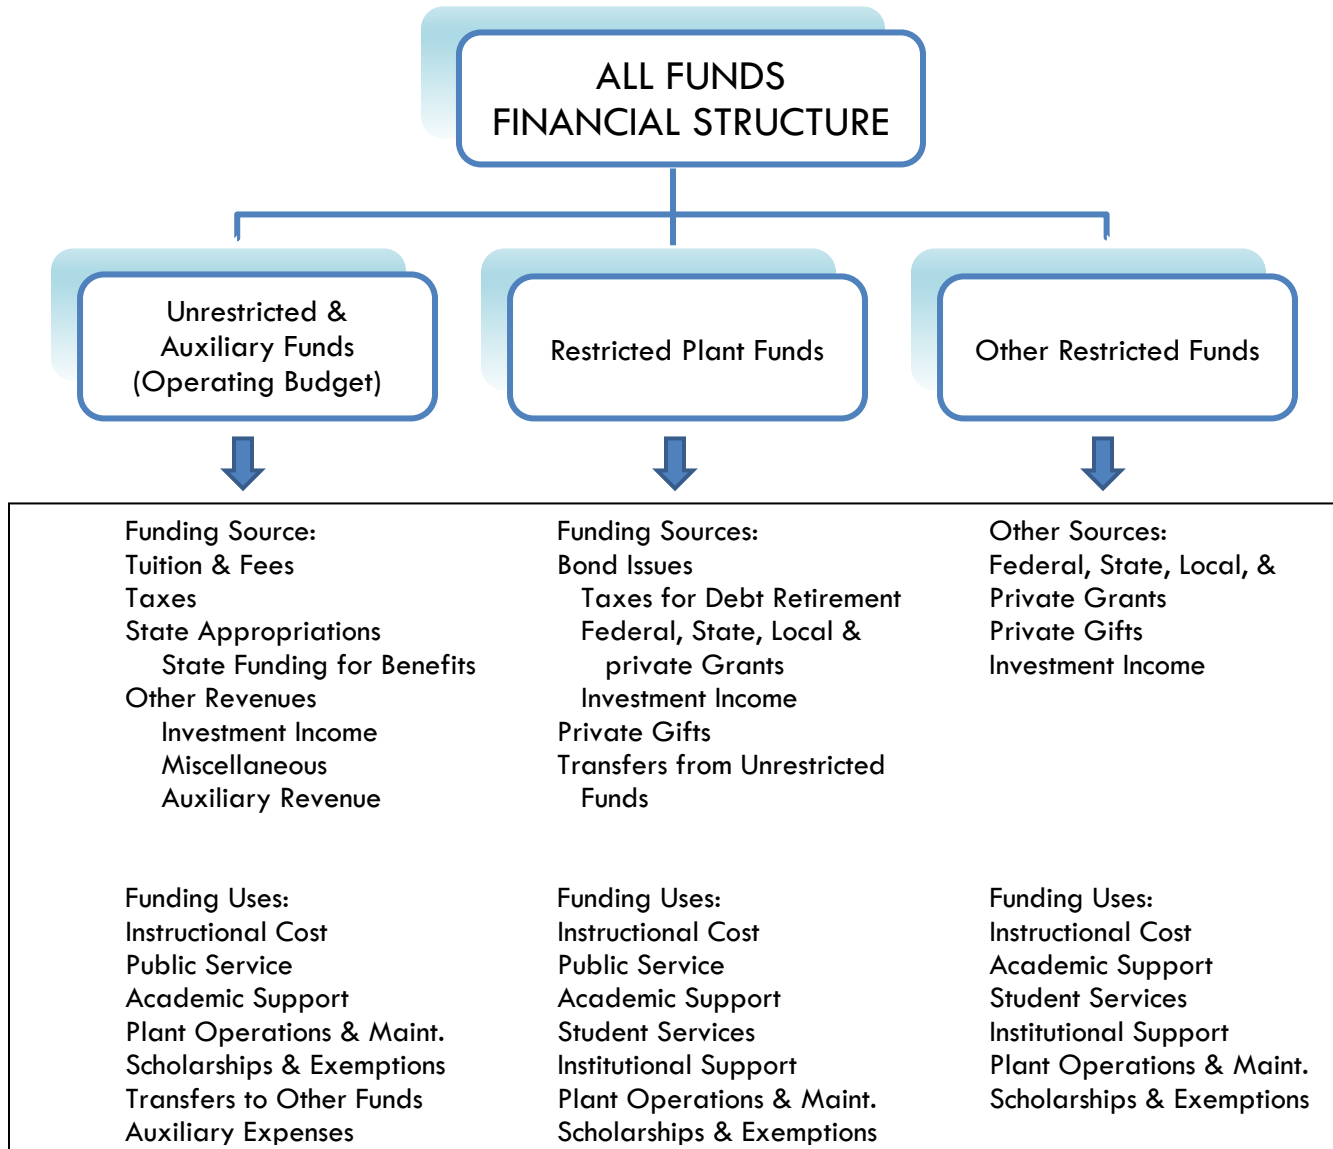 ALL FUNDS
FINANCIAL STRUCTURE
Unrestricted &
Auxiliary Funds
(Operating Budget)
Restricted Plant Funds
Other Restricted Funds
Funding Source:
Tuition & Fees
Taxes
State Appropriations
State Funding for Benefits
Other Revenues
Investment Income
Miscellaneous
Auxiliary Revenue
Funding Uses:
Instructional Cost
Public Service
Academic Support
Plant Operations & Maint.
Scholarships & Exemptions
Transfers to Other Funds
Auxiliary Expenses
Funding Sources:
Bond Issues
Taxes for Debt Retirement
Federal, State, Local &
private Grants
Investment Income
Private Gifts
Transfers from Unrestricted
Funds
Funding Uses:
Instructional Cost
Public Service
Academic Support
Student Services
Institutional Support
Plant Operations & Maint.
Scholarships & Exemptions
Other Sources:
Federal, State, Local, &
Private Grants
Private Gifts
Investment Income
Funding Uses:
Instructional Cost
Academic Support
Student Services
Institutional Support
Plant Operations & Maint.
Scholarships & Exemptions